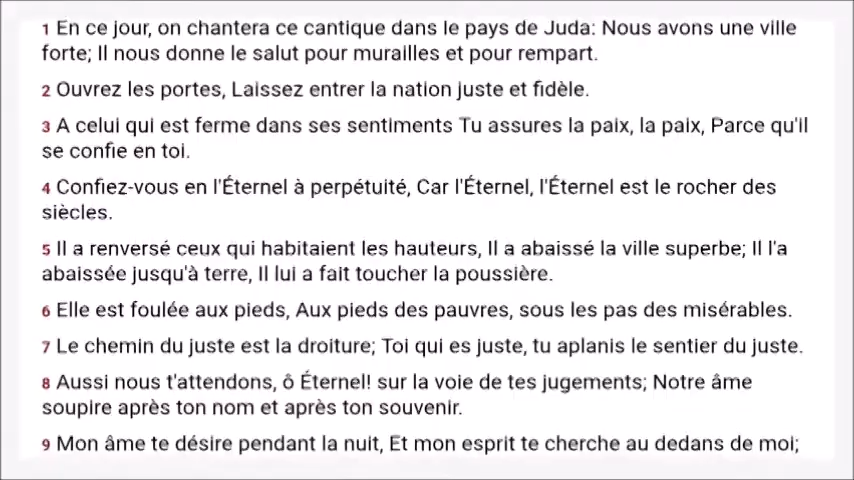 1 En ce jour, on chantera ce cantique dans le pays de Juda: Nous avons une ville
forte; Il nous donne le salut pour murailles et pour rempart.
2 Ouvrez les portes, Laissez entrer la nation juste et fidèle.
3 A celui qui est ferme dans ses sentiments Tu assures la paix, la paix, Parce qu'il
se confie en toi.
4 Confiez-vous en l'Éternel à perpétuité, Car l'Éternel, l'Éternel est le rocher des
siècles.
5 Il a renversé ceux qui habitaient les hauteurs, Il a abaissé la ville superbe; Il l'a
abaissée jusqu'à terre, Il lui a fait toucher la poussière.
6 Elle est foulée aux pieds, Aux pieds des pauvres, sous les pas des misérables.
7 Le chemin du juste est la droiture; Toi qui es juste, tu aplanis le sentier du juste.
8 Aussi nous t'attendons, ô Éternel! sur la voie de tes jugements; Notre âme
soupire après ton nom et après ton souvenir.
9 Mon âme te désire pendant la nuit, Et mon esprit te cherche au dedans de moi;